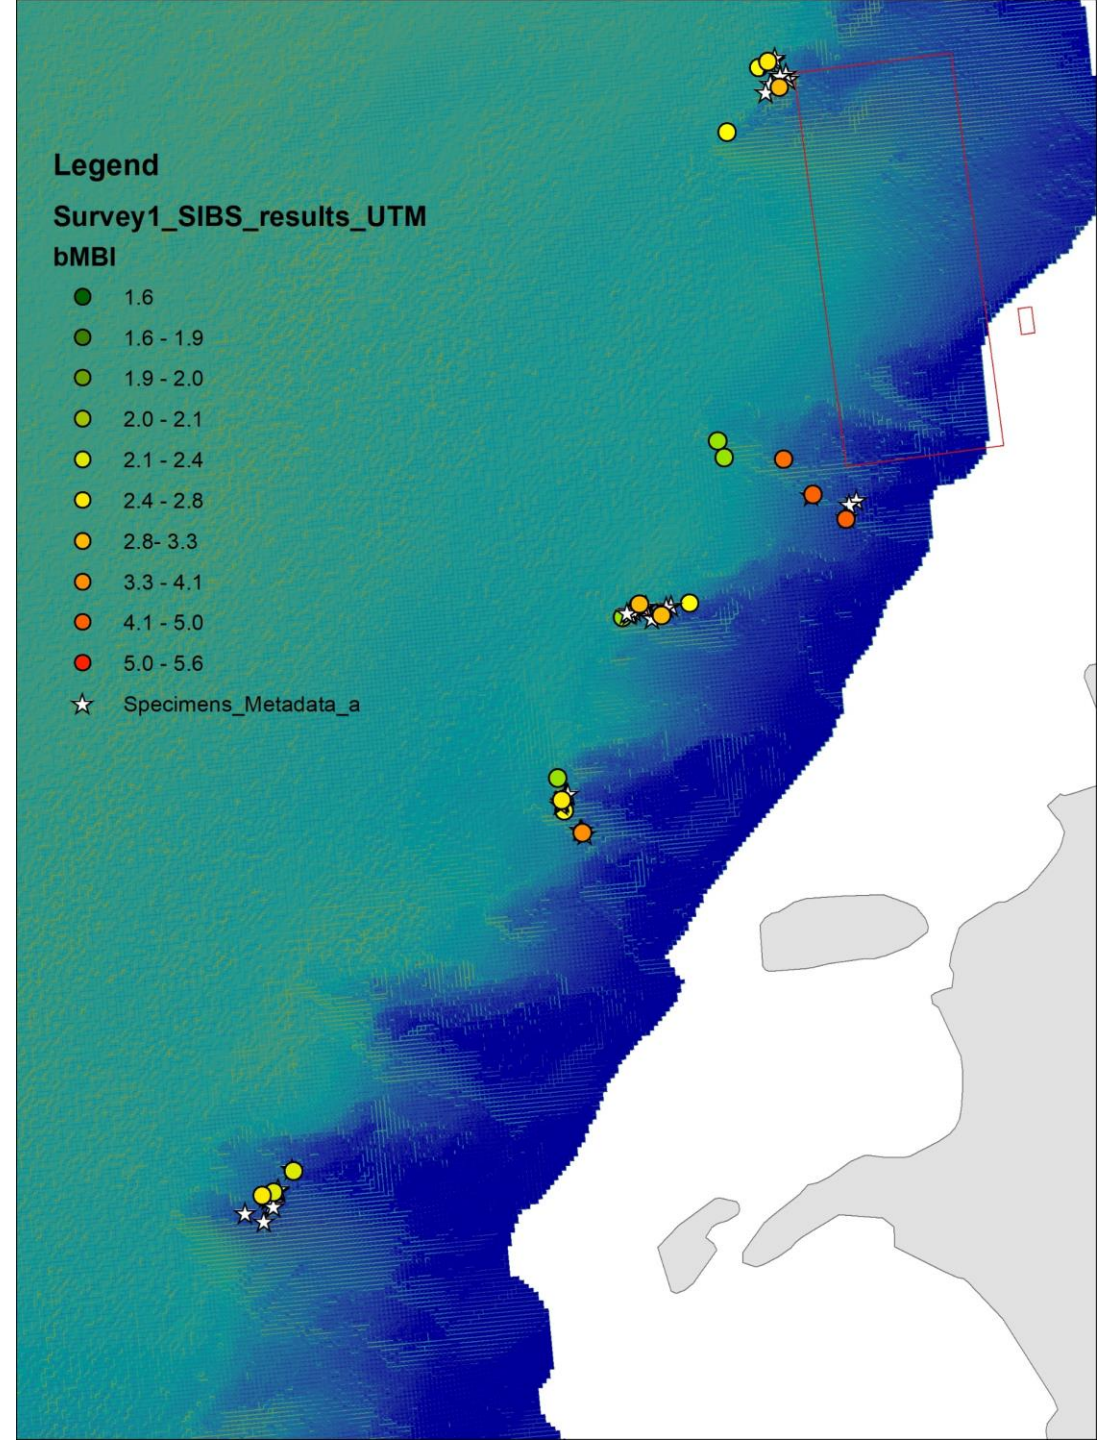 Legend
Survey1_SIBS_results_UTM
bMBI
1.6
1.6 - 1.9
1.9 - 2.0
2.0 - 2.1
2.1 - 2.4
2.4 - 2.8
2.8- 3.3
3.3 - 4.1
4.1 - 5.0
5.0 - 5.6
Specimens_Metadata_a